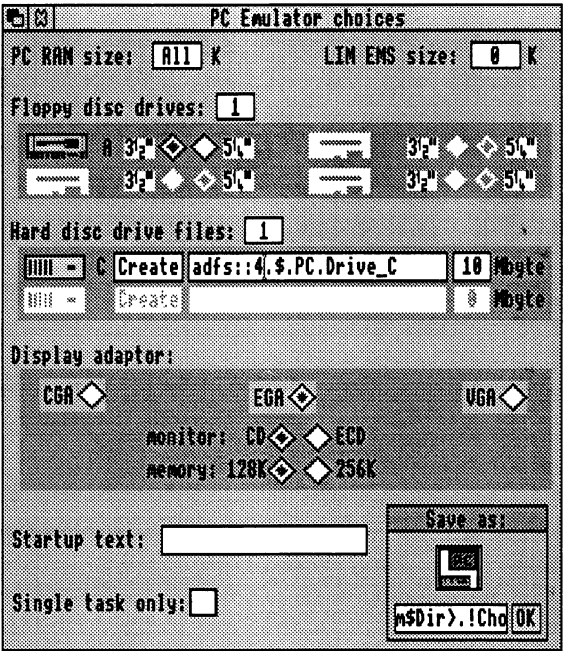 PC Emulator choices
PC RAM size: All K LIM EMS size: 0 K
Floppy disc drives: 1
A 3½" 5¼" 3½" 5¼"
3½" 5¼" 3½" 5¼"
Hard disc drive files: 1
C Create adfs::4.$.PC.Drive_C 10 Mbyte
Create 0 Mbyte
Display adaptor:
CGA EGA VGA
monitor: CD ECD
memory: 128K 256K
Save as:
Startup text:
PC
Single task only:
m$Dir>.!Cho OK